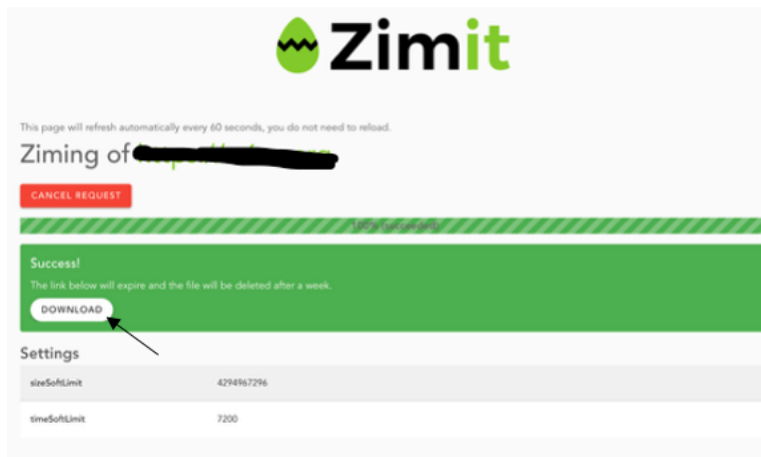 Zimit
This page will refresh automatically every 60 seconds, you do not need to reload.
Ziming of
CANCEL REQUEST
100% (succeeded)
Success!
The link below will expire and the file will be deleted after a week.
DOWNLOAD
Settings
sizeSoftLimit 4294967296
timeSoftLimit 7200